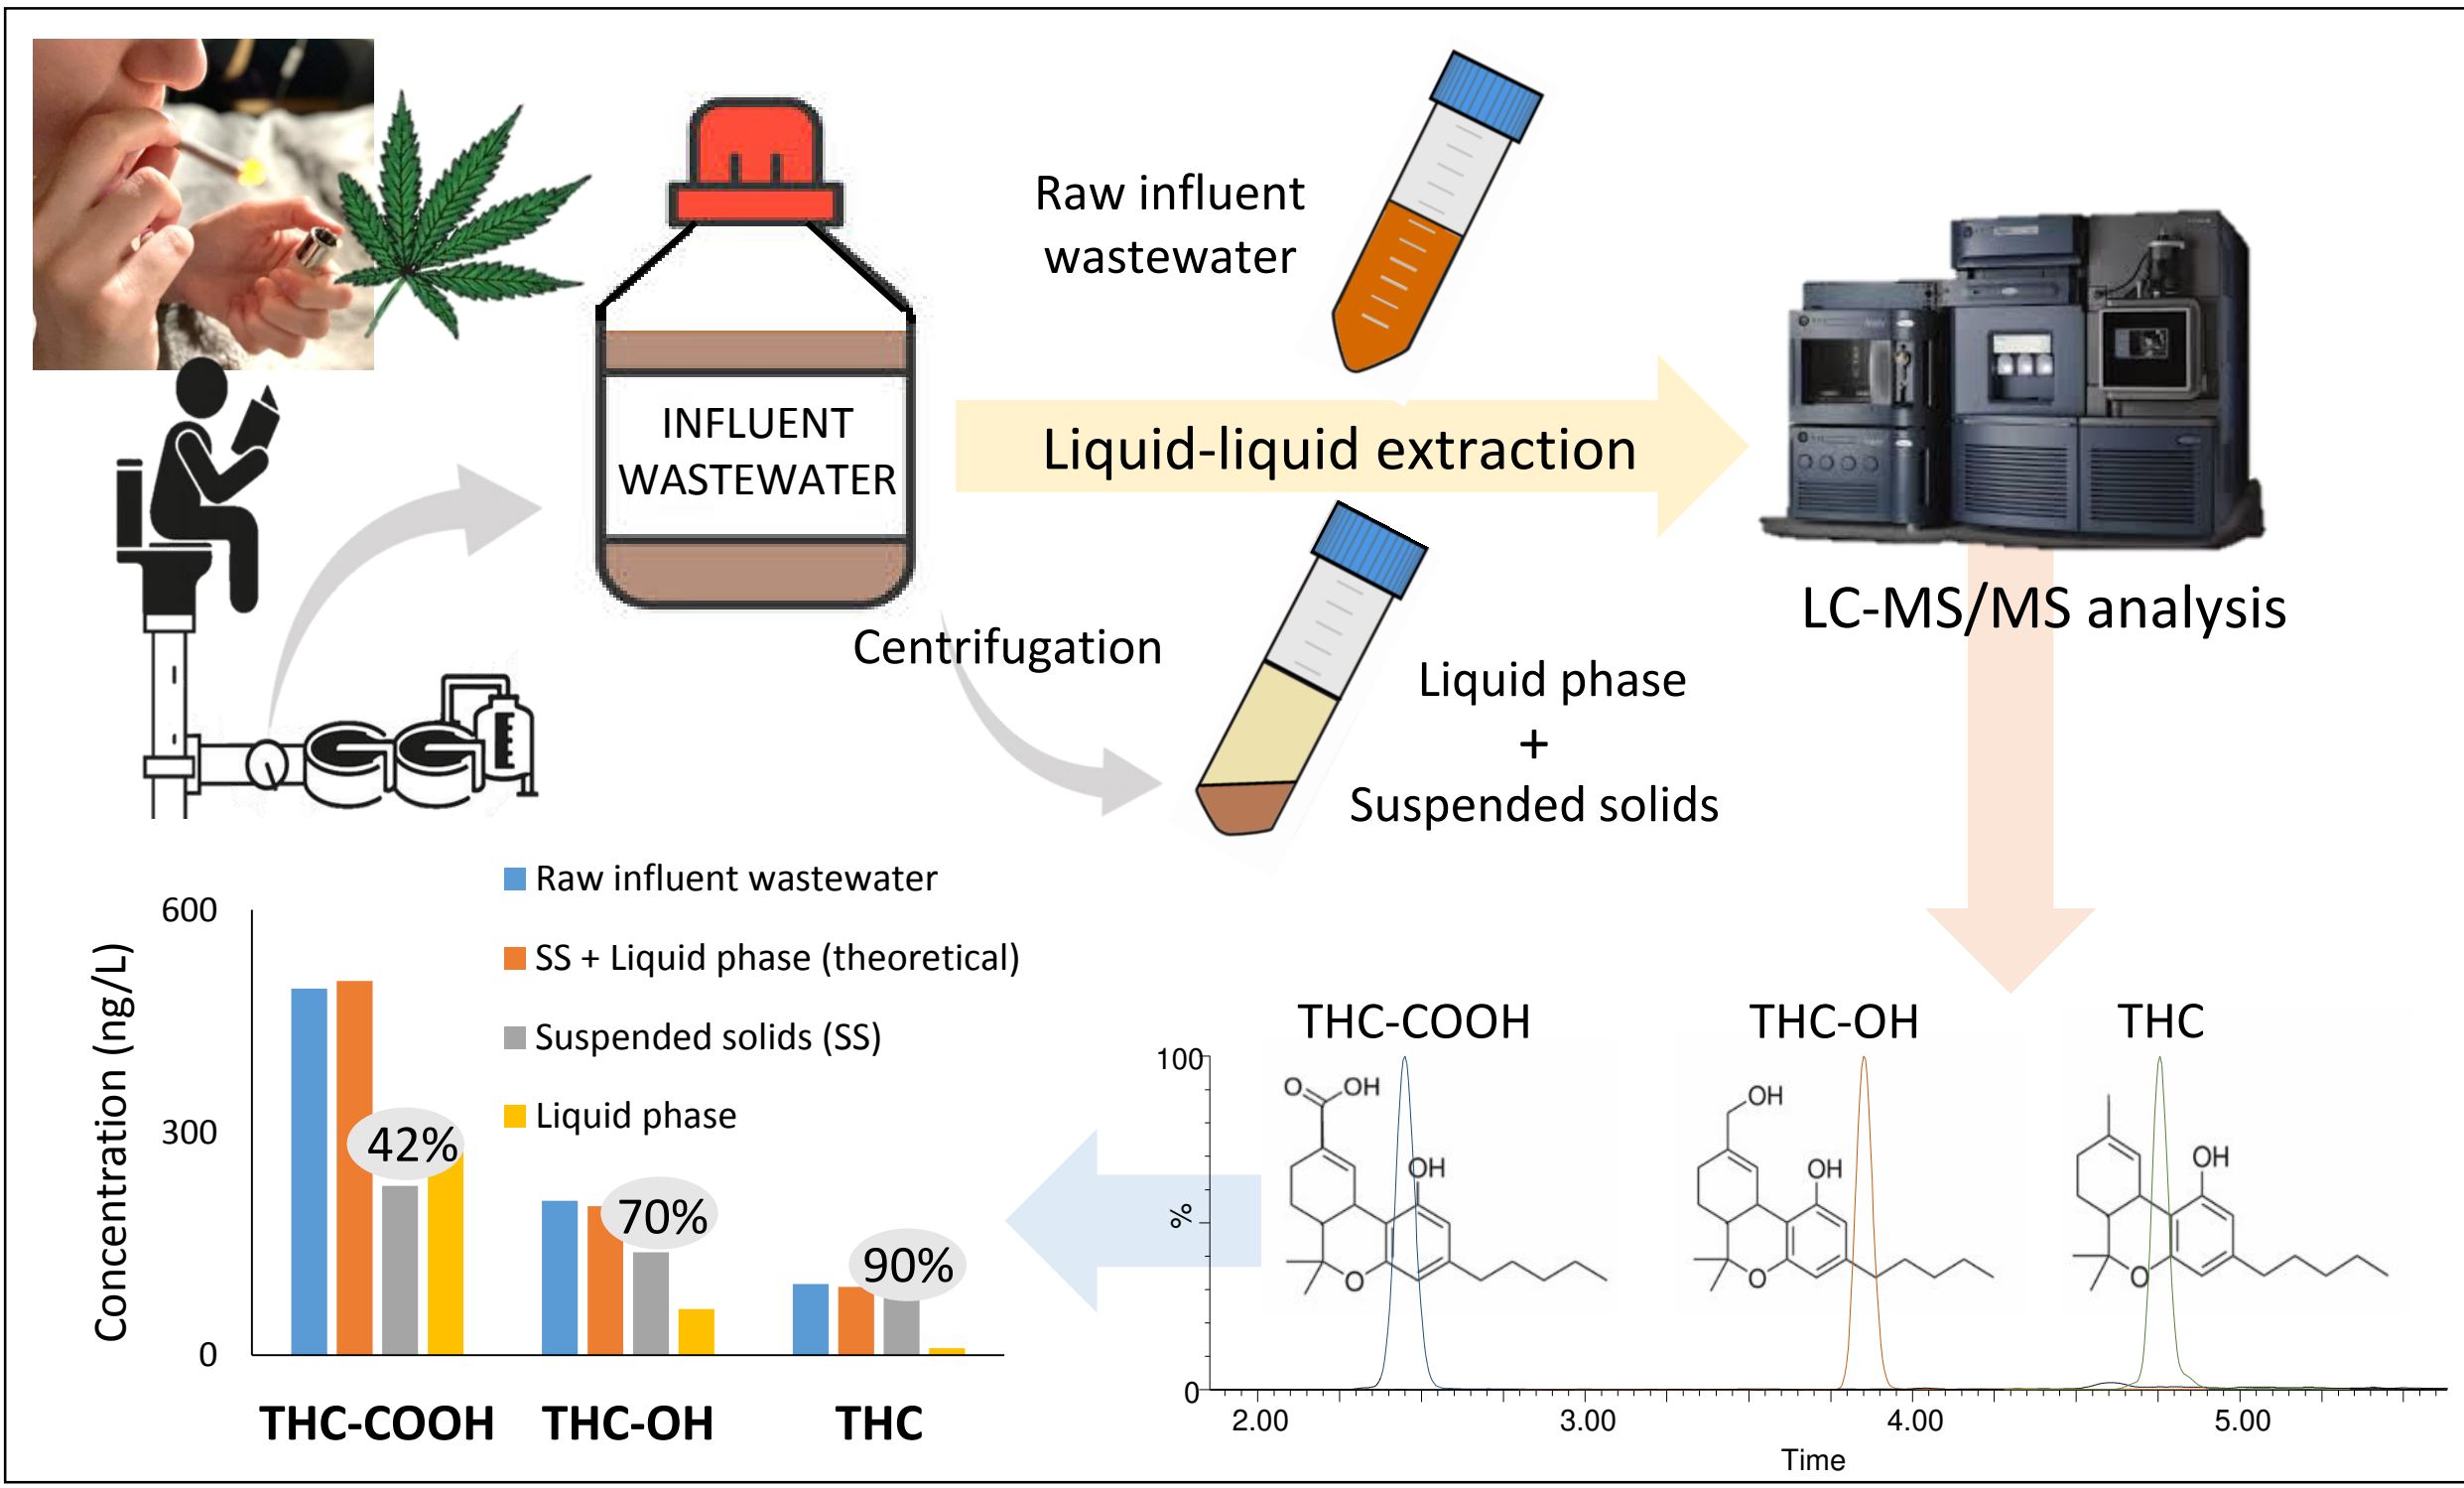 INFLUENT
WASTEWATER
Raw influent
wastewater
Liquid-liquid extraction
LC-MS/MS analysis
Centrifugation
Liquid phase
+
Suspended solids
Raw influent wastewater
SS + Liquid phase (theoretical)
Suspended solids (SS)
Liquid phase
Concentration (ng/L)
600
300
0
42%
70%
90%
THC-COOH THC-OH THC
THC-COOH THC-OH THC
100
%
0
O OH
OH
O
OH
OH
O
OH
O
2.00 3.00 4.00 5.00
Time